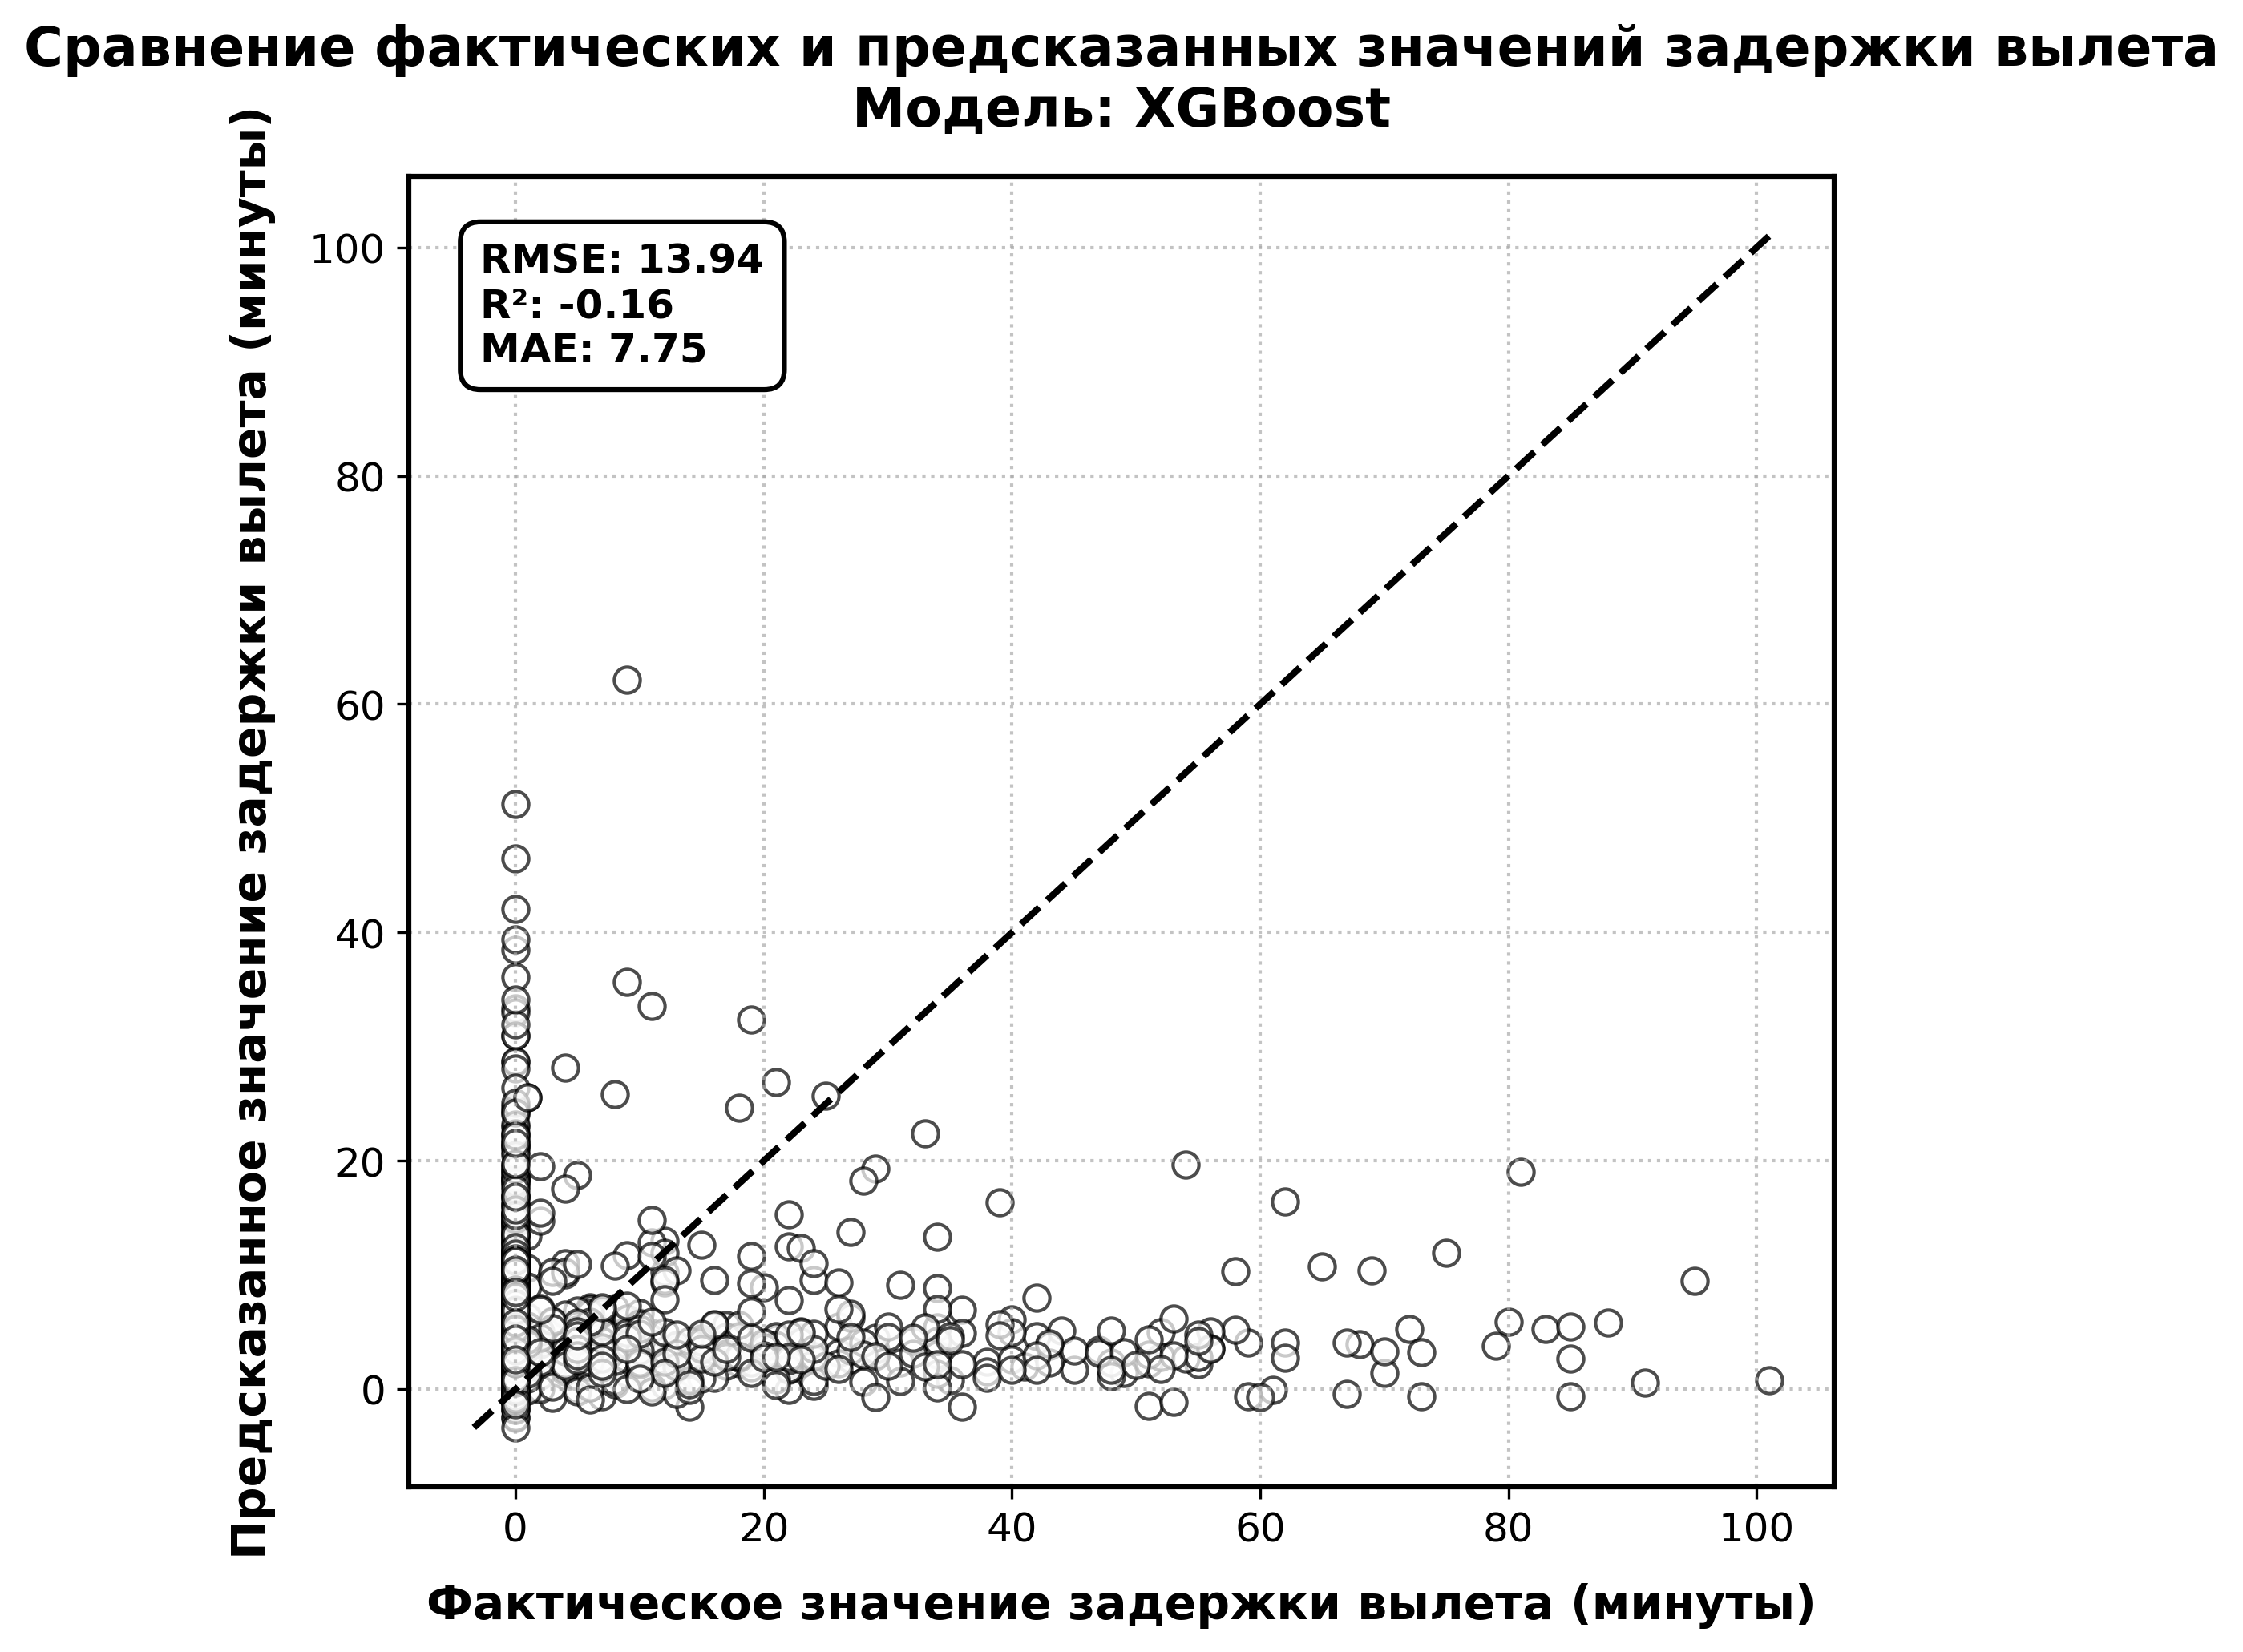 Сравнение фактических и предсказанных значений задержки вылета
Модель: XGBoost
Предсказанное значение задержки вылета (минуты)
RMSE: 13.94
R²: -0.16
MAE: 7.75
100
80
60
40
20
0
0 20 40 60 80 100
Фактическое значение задержки вылета (минуты)